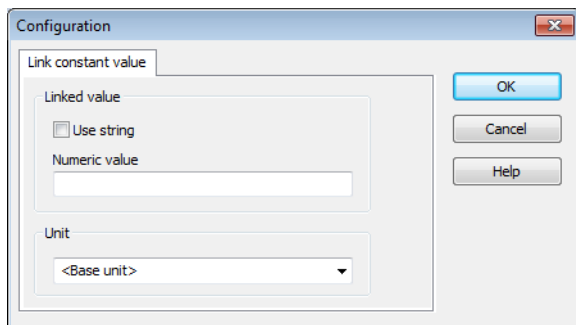 Configuration
Link constant value
Linked value
Use string
Numeric value
Unit
<Base unit>
OK
Cancel
Help